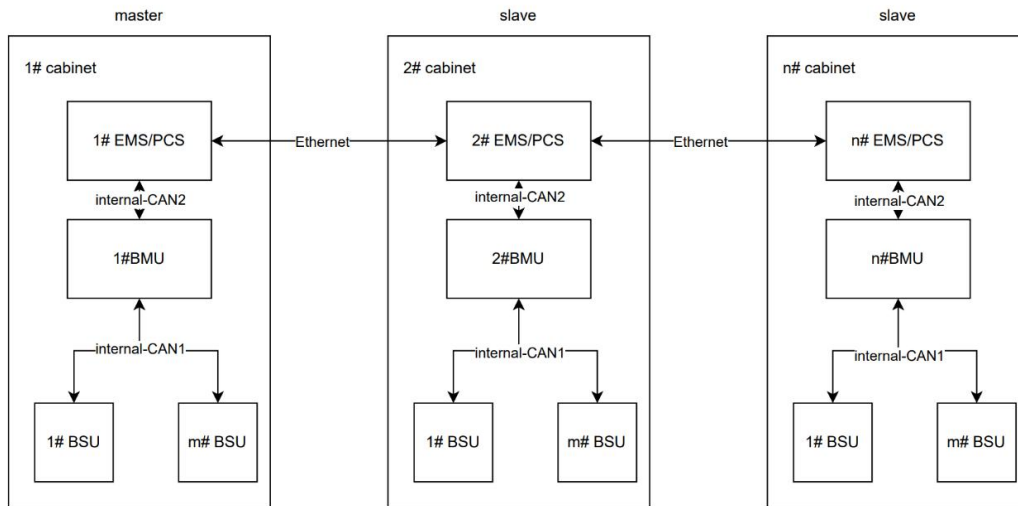 master
slave
slave
1# cabinet
2# cabinet
n# cabinet
1# EMS/PCS
Ethernet
2# EMS/PCS
Ethernet
n# EMS/PCS
internal-CAN2
internal-CAN2
internal-CAN2
1#BMU
2#BMU
n#BMU
internal-CAN1
internal-CAN1
internal-CAN1
1# BSU
m# BSU
1# BSU
m# BSU
1# BSU
m# BSU